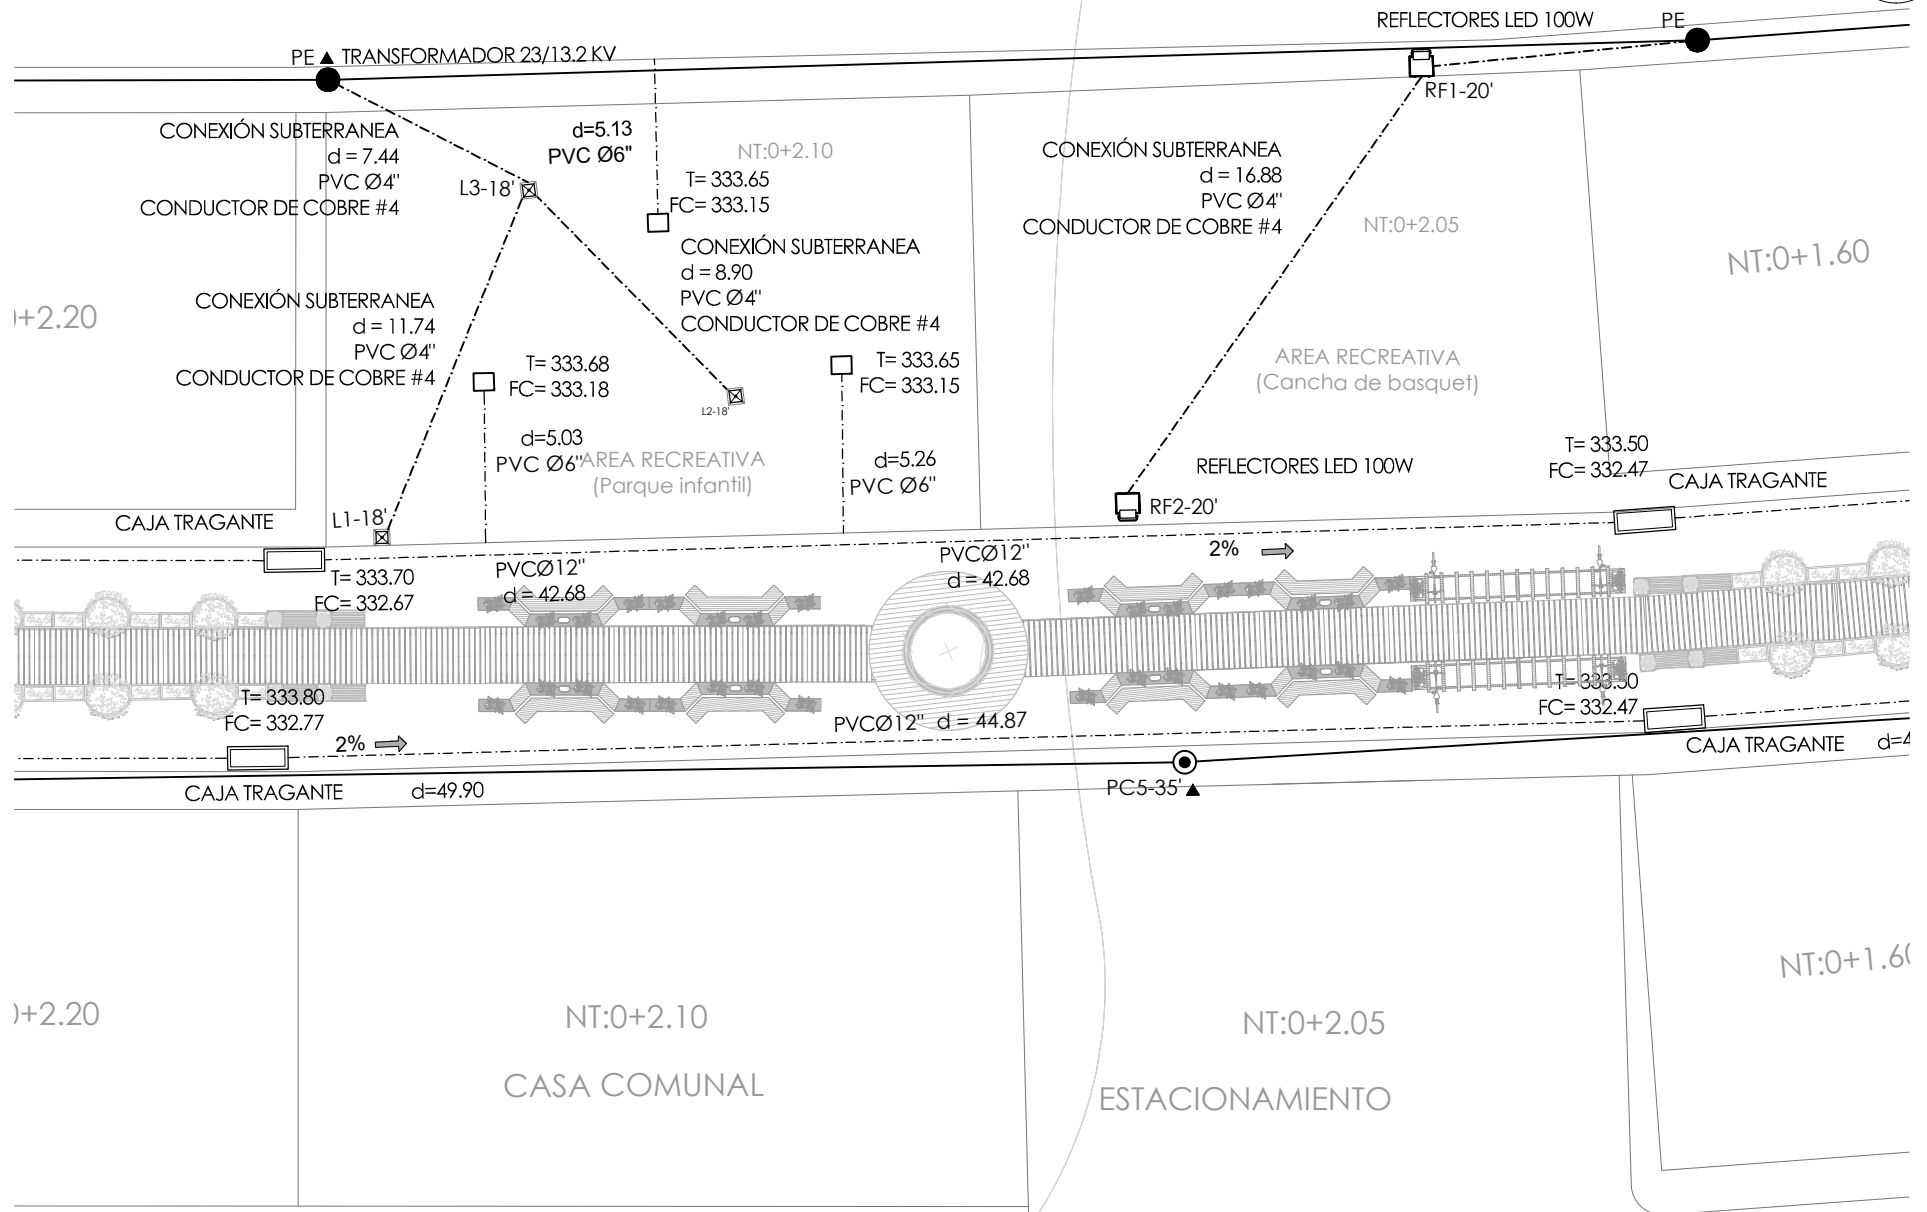 REFLECTORES LED 100W
PE
PE ▲ TRANSFORMADOR 23/13.2 KV
RF1-20'
CONEXIÓN SUBTERRANEA
d = 7.44
PVC Ø4"
CONDUCTOR DE COBRE #4
L3-18'
d=5.13
PVC Ø6"
NT:0+2.10
T= 333.65
FC= 333.15
CONEXIÓN SUBTERRANEA
d = 8.90
PVC Ø4"
CONDUCTOR DE COBRE #4
CONEXIÓN SUBTERRANEA
d = 16.88
PVC Ø4"
CONDUCTOR DE COBRE #4
NT:0+2.05
NT:0+1.60
+2.20
CONEXIÓN SUBTERRANEA
d = 11.74
PVC Ø4"
CONDUCTOR DE COBRE #4
T= 333.68
FC= 333.18
L2-18'
T= 333.65
FC= 333.15
AREA RECREATIVA
(Cancha de basquet)
d=5.03
PVC Ø6"
AREA RECREATIVA
(Parque infantil)
d=5.26
PVC Ø6"
REFLECTORES LED 100W
T= 333.50
FC= 332.47
CAJA TRAGANTE
RF2-20'
CAJA TRAGANTE
L1-18'
T= 333.70
FC= 332.67
PVCØ12"
d = 42.68
PVCØ12"
d = 42.68
2%
T= 333.80
FC= 332.77
2%
PVCØ12" d = 44.87
T= 333.50
FC= 332.47
CAJA TRAGANTE
d=4
CAJA TRAGANTE
d=49.90
PC5-35' ▲
+2.20
NT:0+2.10
CASA COMUNAL
NT:0+2.05
ESTACIONAMIENTO
NT:0+1.60